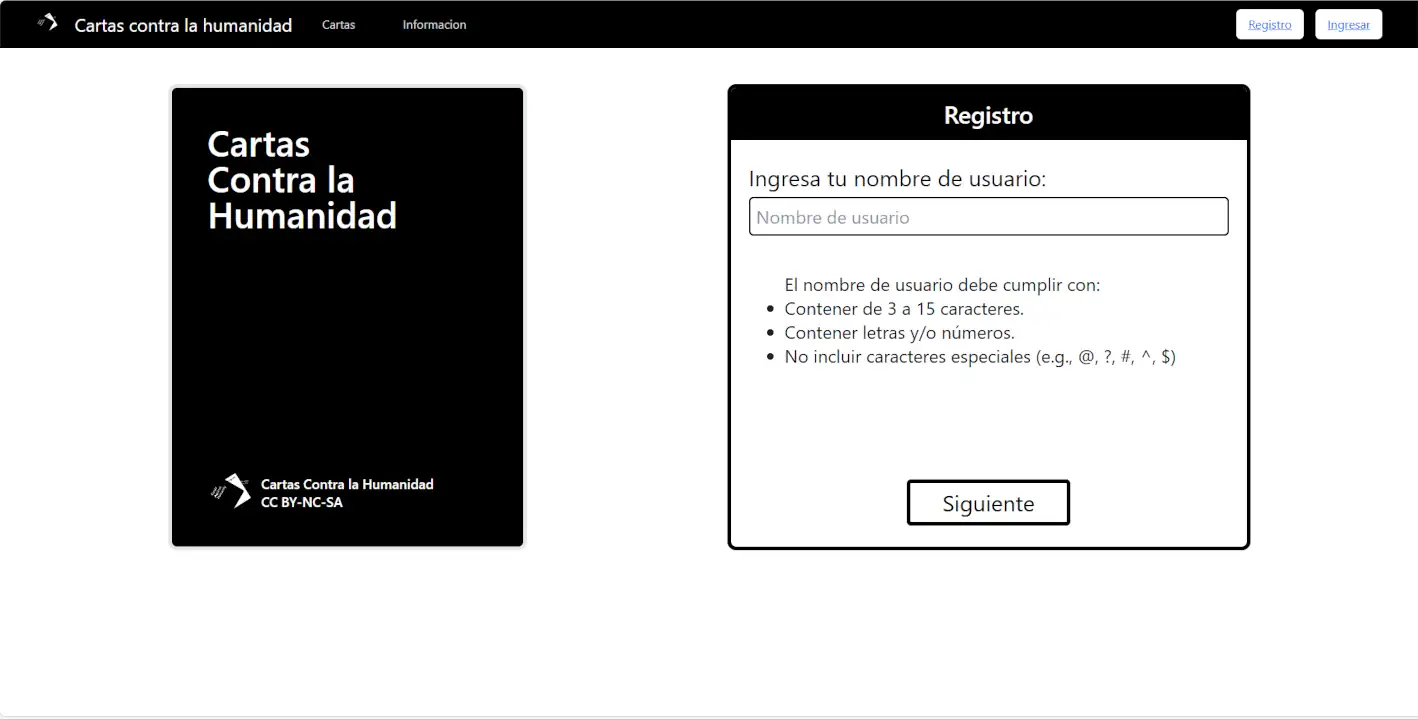 Cartas contra la humanidad Cartas Informacion Registro Ingresar
Cartas
Contra la
Humanidad
Cartas Contra la Humanidad
CC BY-NC-SA
Registro
Ingresa tu nombre de usuario:
Nombre de usuario
El nombre de usuario debe cumplir con:
Contener de 3 a 15 caracteres.
Contener letras y/o números.
No incluir caracteres especiales (e.g., @, ?, #, ^, $)
Siguiente